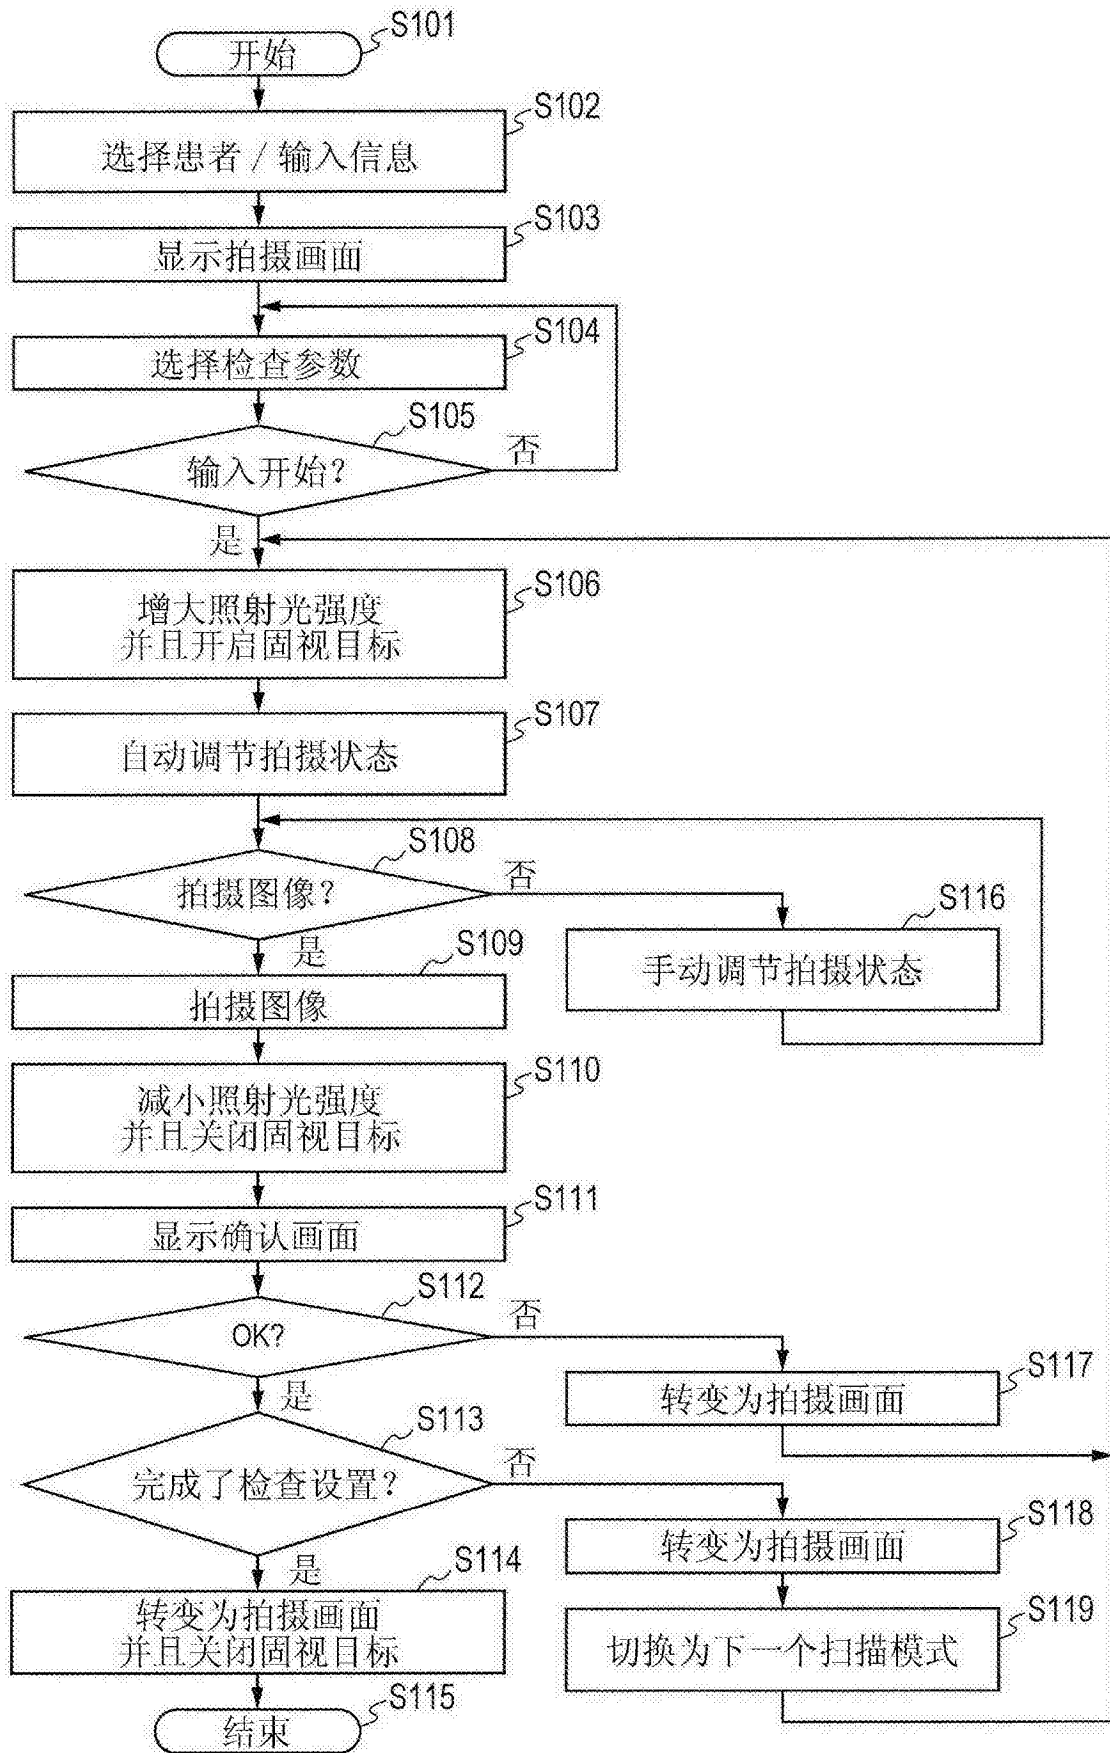 S101
开始
S102
选择患者 / 输入信息
S103
显示拍摄画面
S104
选择检查参数
S105
输入开始?
否
是
S106
增大照射光强度
并且开启固视目标
S107
自动调节拍摄状态
S108
拍摄图像?
否
是
S116
手动调节拍摄状态
S109
拍摄图像
S110
减小照射光强度
并且关闭固视目标
S111
显示确认画面
S112
OK?
否
是
S117
转变为拍摄画面
S113
完成了检查设置?
否
是
S118
转变为拍摄画面
S119
切换为下一个扫描模式
S114
转变为拍摄画面
并且关闭固视目标
S115
结束